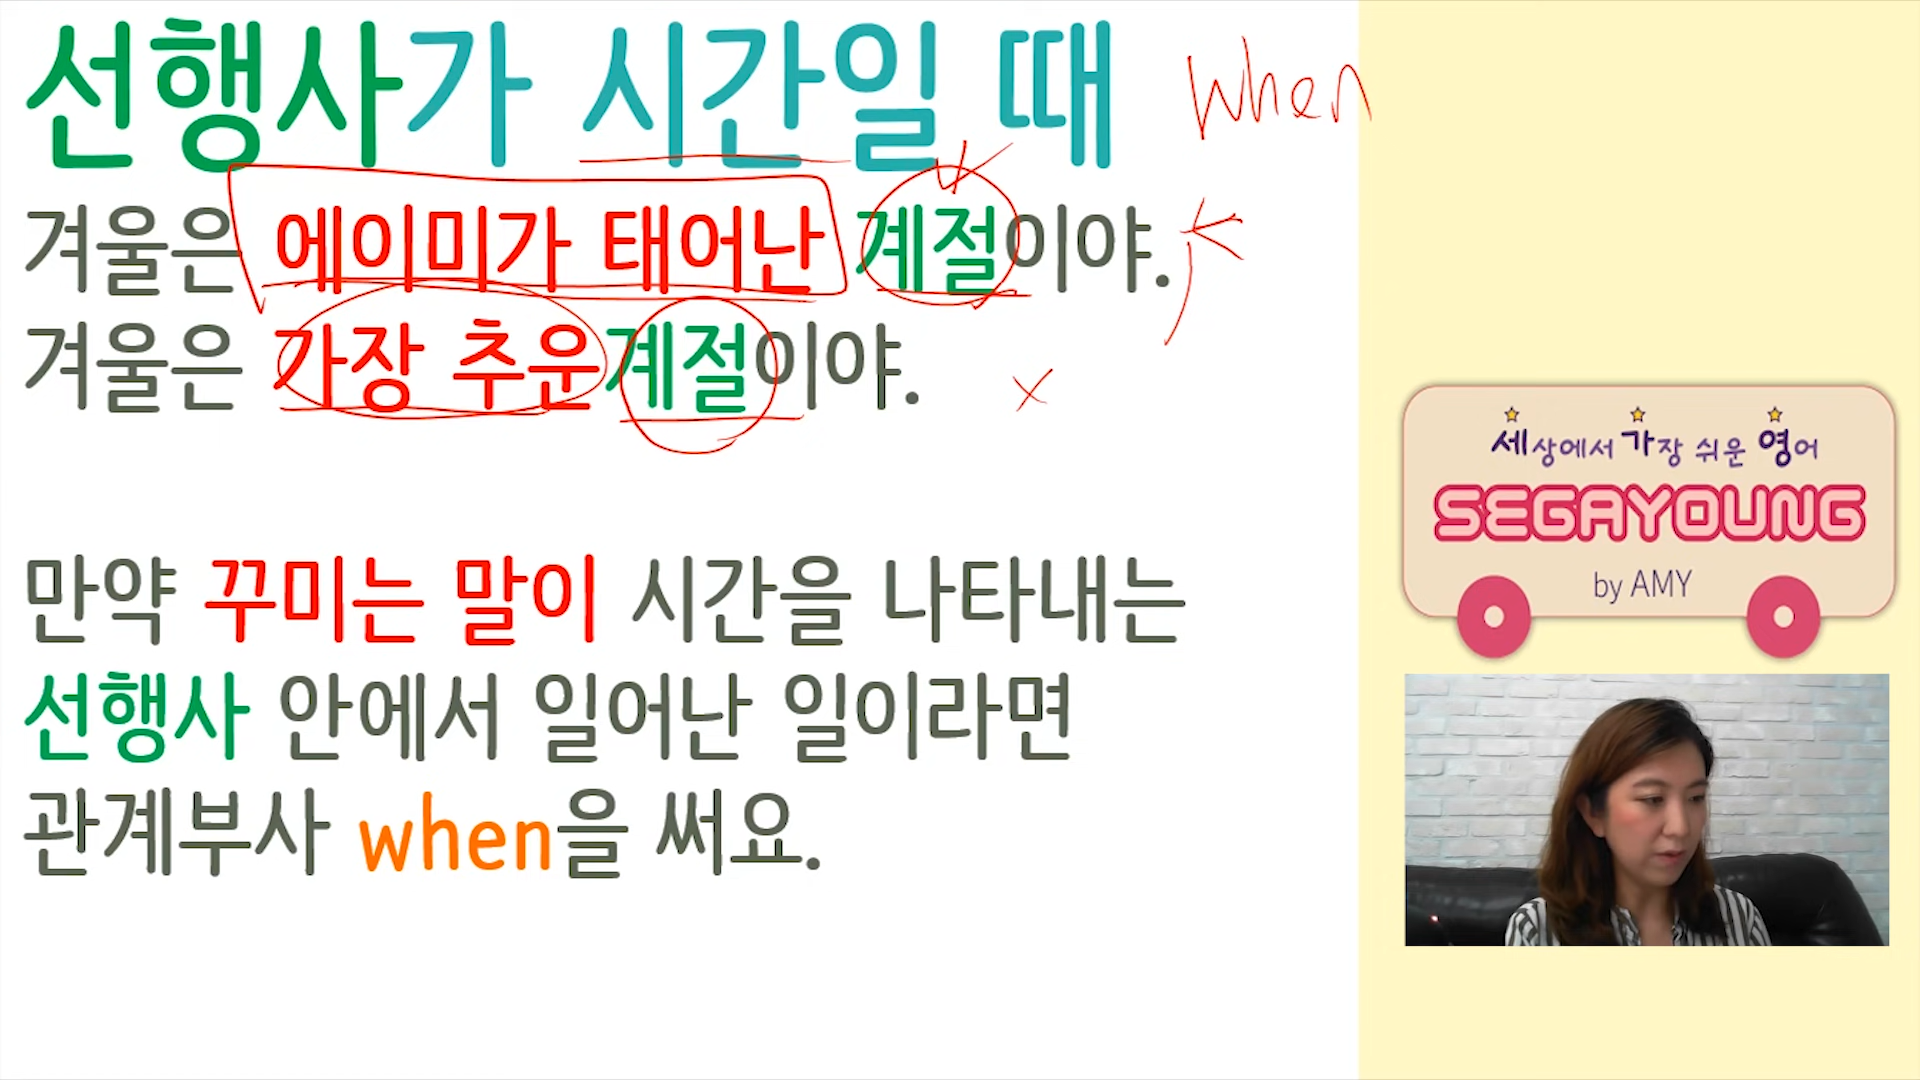 선행사가 시간일 때 when
겨울은 에이미가 태어난 계절이야.
겨울은 가장 추운 계절이야. x
만약 꾸미는 말이 시간을 나타내는
선행사 안에서 일어난 일이라면
관계부사 when을 써요.
세상에서 가장 쉬운 영어
SEGAYOUNG
by AMY